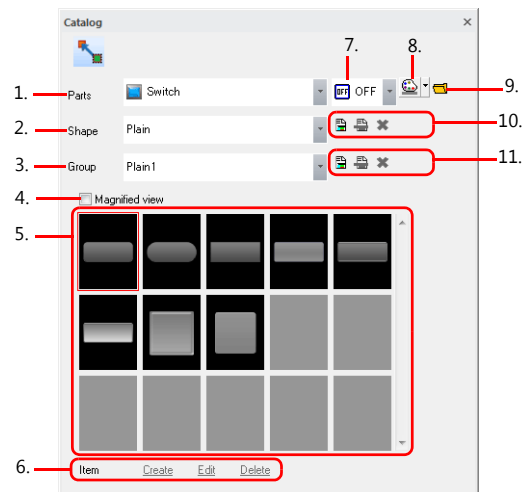 Catalog
7.
8.
1.
Parts
Switch
OFF
OFF
9.
2.
Shape
Plain
10.
3.
Group
Plain1
11.
4.
Magnified view
5.
6.
Item
Create
Edit
Delete